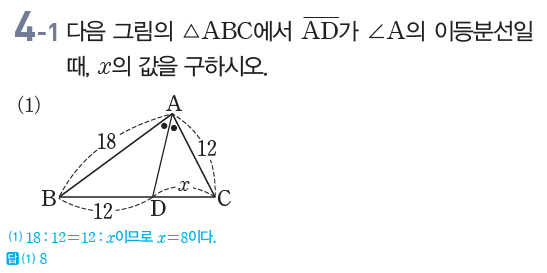 4-1 다음 그림의 △ABC에서 \overline{AD}가 ∠A의 이등분선일
때, x의 값을 구하시오.
(1)
A
18
12
x
B
12
D
C
(1) 18 : 12=12 : x이므로 x=8이다.
답 (1) 8